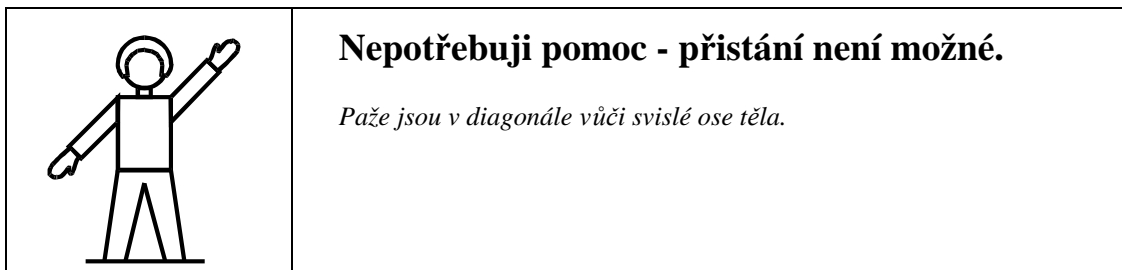 Nepotřebuji pomoc - přistání není možné.
Paže jsou v diagonále vůči svislé ose těla.